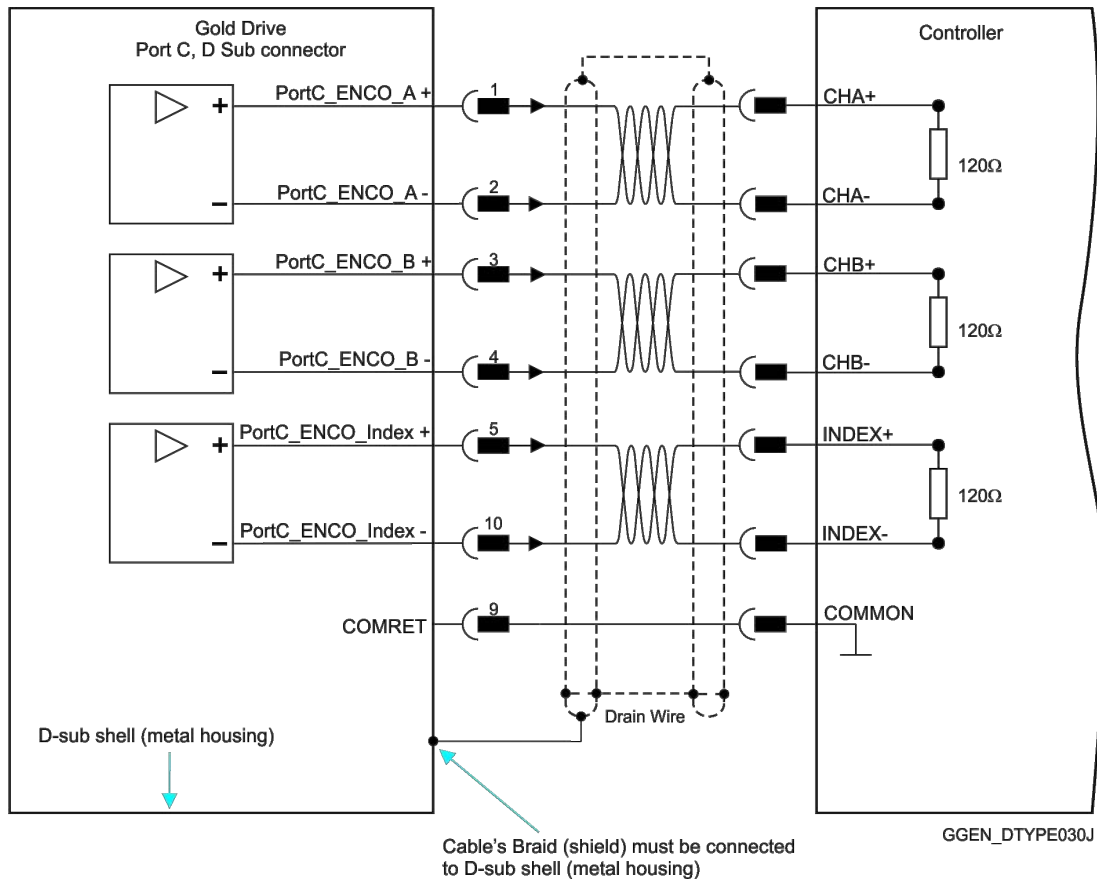 Gold Drive
Port C, D Sub connector
Controller
PortC_ENCO_A +
1
CHA+
+
120Ω
PortC_ENCO_A -
2
CHA-
−
PortC_ENCO_B +
3
CHB+
+
120Ω
PortC_ENCO_B -
4
CHB-
−
PortC_ENCO_Index +
5
INDEX+
+
120Ω
PortC_ENCO_Index -
10
INDEX-
−
COMRET
9
COMMON
Drain Wire
D-sub shell (metal housing)
GGEN_DTYPE030J
Cable's Braid (shield) must be connected
to D-sub shell (metal housing)